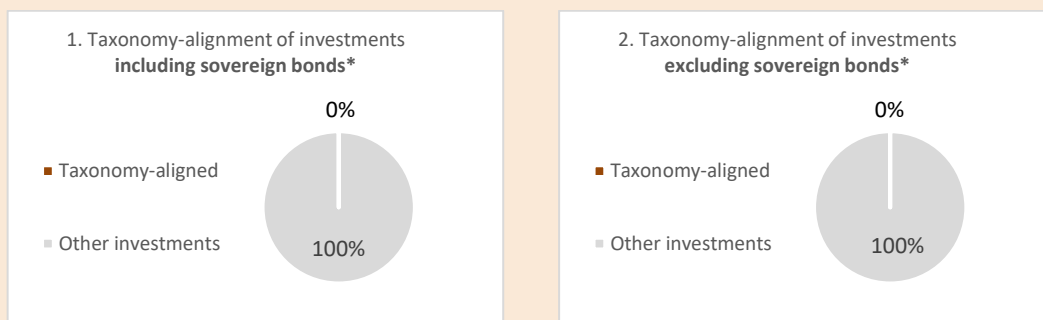 1. Taxonomy-alignment of investments
including sovereign bonds*
0%
Taxonomy-aligned
Other investments
100%
2. Taxonomy-alignment of investments
excluding sovereign bonds*
0%
Taxonomy-aligned
Other investments
100%